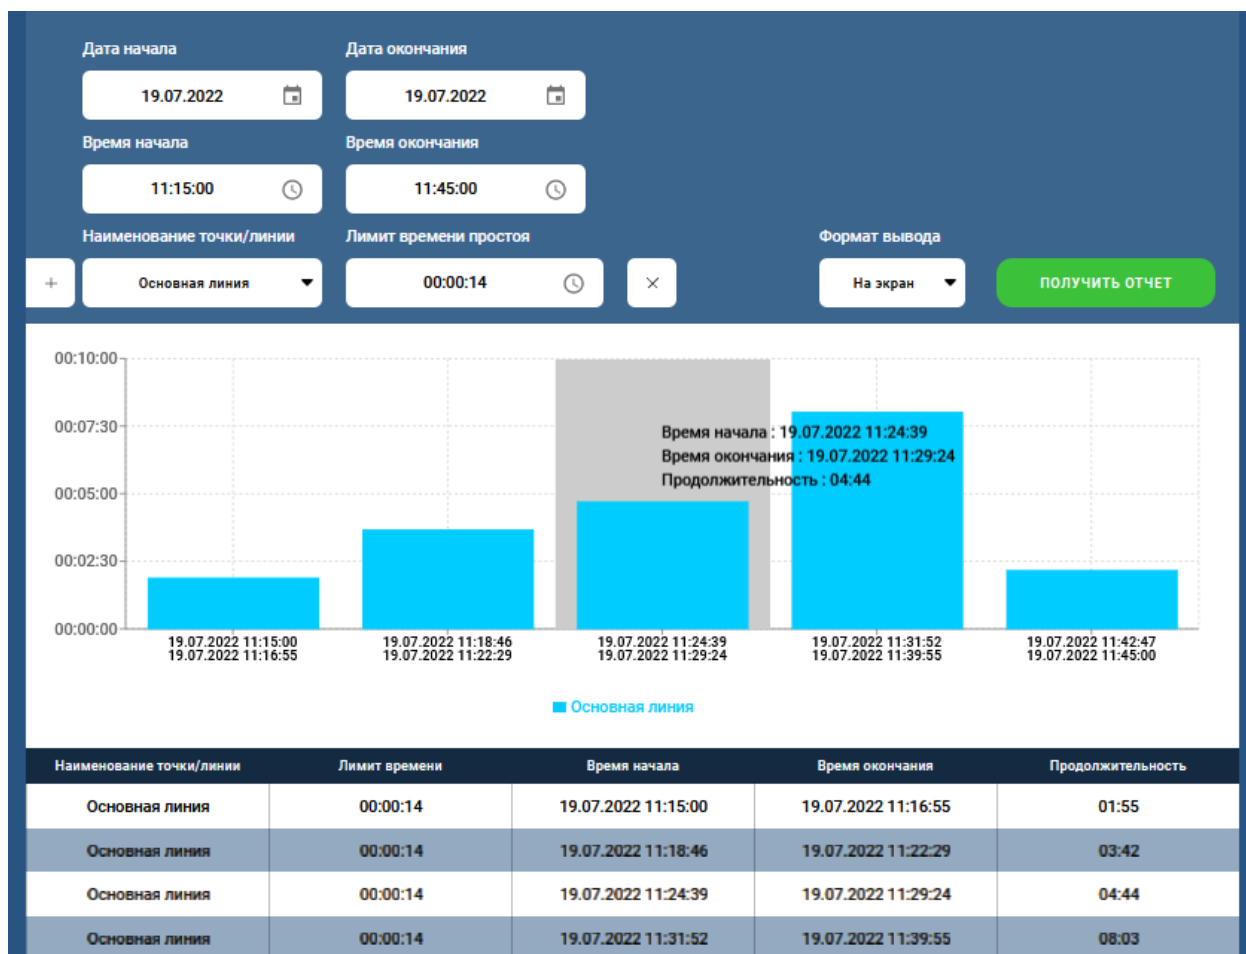 Дата начала Дата окончания
19.07.2022 19.07.2022
Время начала Время окончания
11:15:00 11:45:00
Наименование точки/линии Лимит времени простоя Формат вывода
+ Основная линия 00:00:14 × На экран ПОЛУЧИТЬ ОТЧЕТ
00:10:00
00:07:30
00:05:00
00:02:30
00:00:00
Время начала : 19.07.2022 11:24:39
Время окончания : 19.07.2022 11:29:24
Продолжительность : 04:44
19.07.2022 11:15:00 19.07.2022 11:18:46 19.07.2022 11:24:39 19.07.2022 11:31:52 19.07.2022 11:42:47
19.07.2022 11:16:55 19.07.2022 11:22:29 19.07.2022 11:29:24 19.07.2022 11:39:55 19.07.2022 11:45:00
Основная линия
Наименование точки/линии Лимит времени Время начала Время окончания Продолжительность
Основная линия 00:00:14 19.07.2022 11:15:00 19.07.2022 11:16:55 01:55
Основная линия 00:00:14 19.07.2022 11:18:46 19.07.2022 11:22:29 03:42
Основная линия 00:00:14 19.07.2022 11:24:39 19.07.2022 11:29:24 04:44
Основная линия 00:00:14 19.07.2022 11:31:52 19.07.2022 11:39:55 08:03